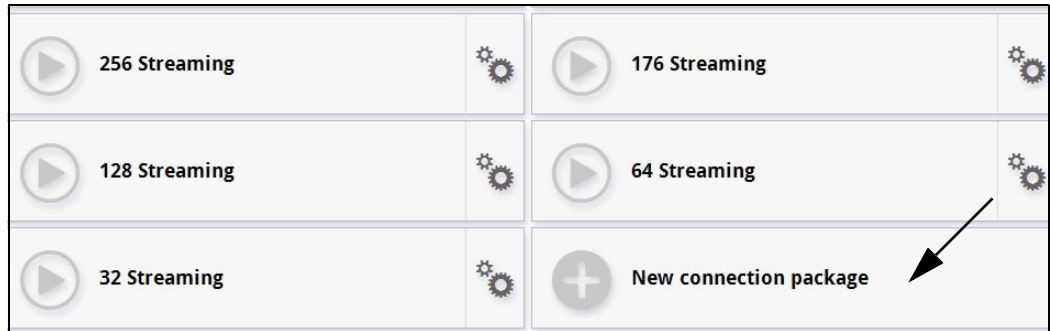 256 Streaming
176 Streaming
128 Streaming
64 Streaming
32 Streaming
New connection package